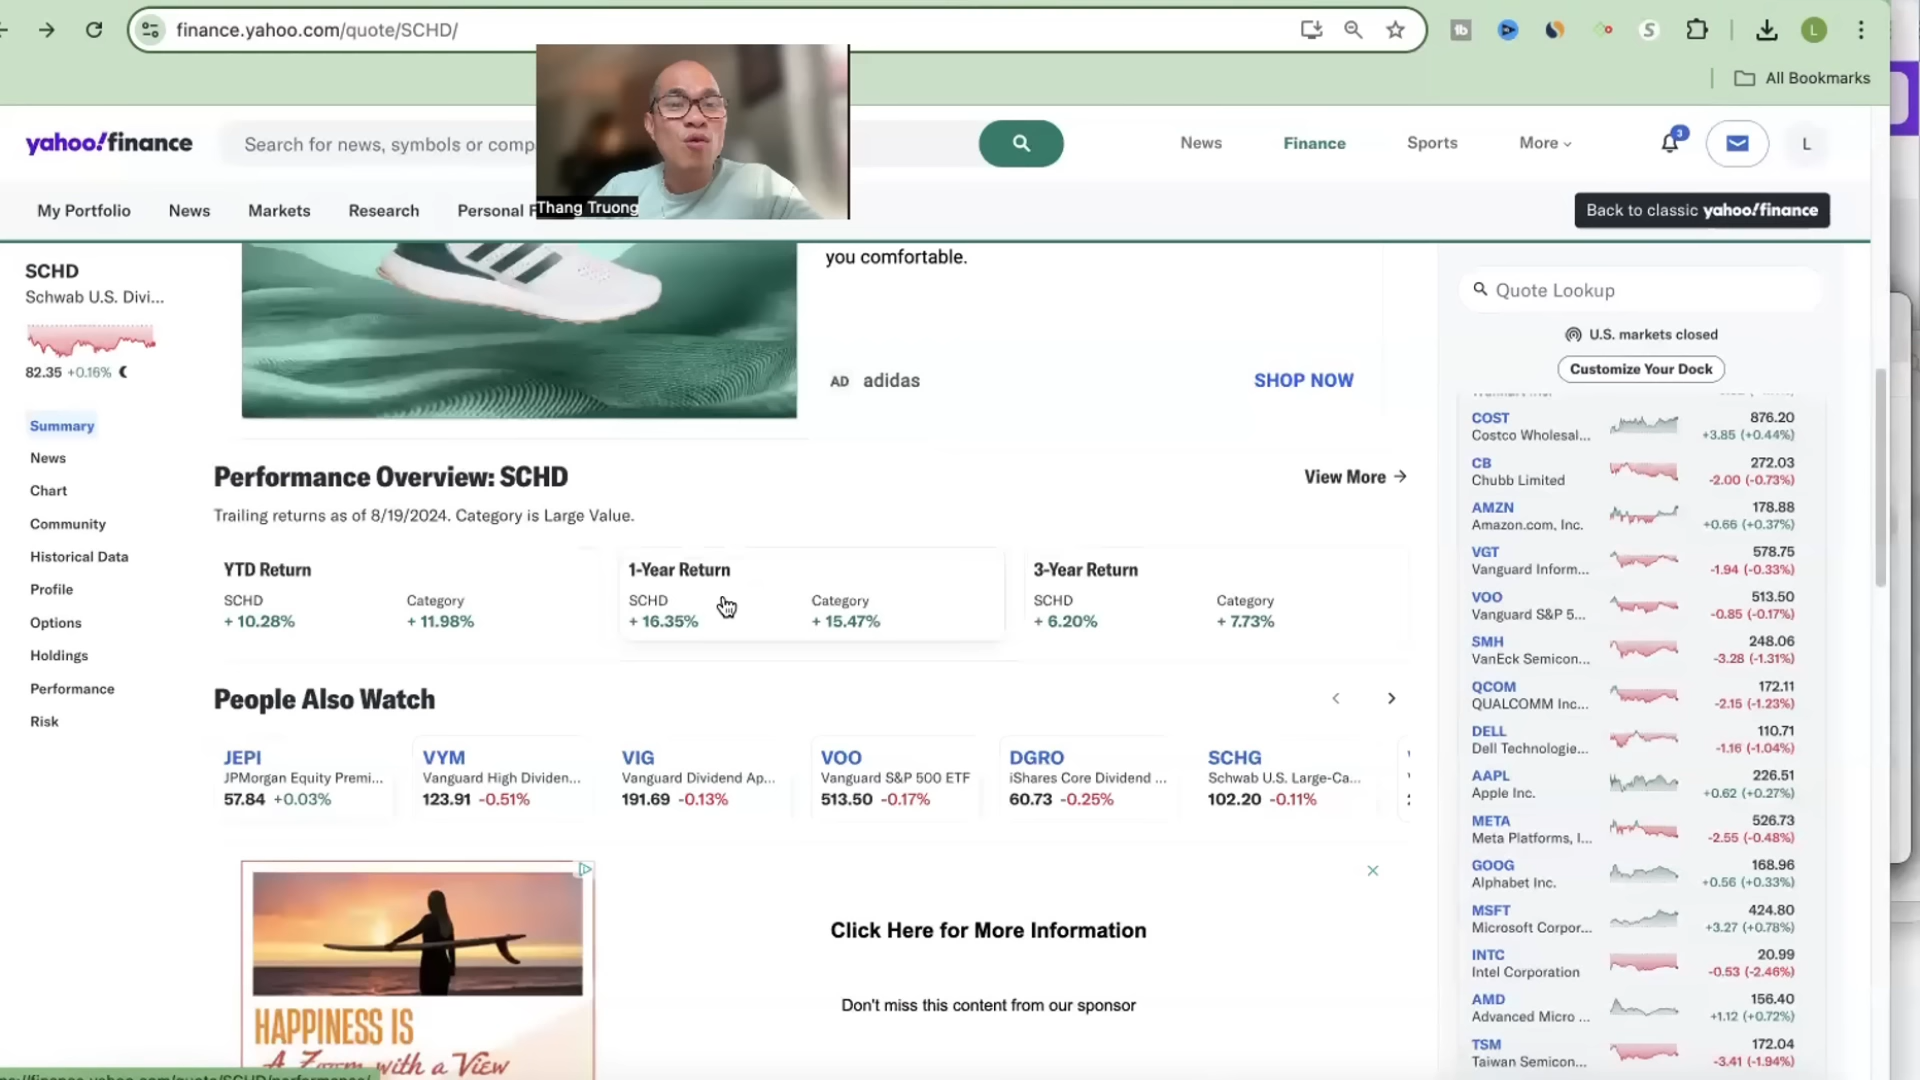 finance.yahoo.com/quote/SCHD/
All Bookmarks
yahoo!finance
Search for news, symbols or comp
News
Finance
Sports
More
3
L
Thang Truong
My Portfolio
News
Markets
Research
Personal F
Back to classic yahoo!finance
SCHD
Schwab U.S. Divi...
82.35 +0.16%
Summary
News
Chart
Community
Historical Data
Profile
Options
Holdings
Performance
Risk
you comfortable.
AD adidas
SHOP NOW
Performance Overview: SCHD
View More
Trailing returns as of 8/19/2024. Category is Large Value.
YTD Return
SCHD Category
+ 10.28% + 11.98%
1-Year Return
SCHD Category
+ 16.35% + 15.47%
3-Year Return
SCHD Category
+ 6.20% + 7.73%
People Also Watch
JEPI
JPMorgan Equity Premi...
57.84 +0.03%
VYM
Vanguard High Dividen...
123.91 -0.51%
VIG
Vanguard Dividend Ap...
191.69 -0.13%
VOO
Vanguard S&P 500 ETF
513.50 -0.17%
DGRO
iShares Core Dividend ...
60.73 -0.25%
SCHG
Schwab U.S. Large-Ca...
102.20 -0.11%
HAPPINESS IS
A Zoom with a View
Click Here for More Information
Don't miss this content from our sponsor
Quote Lookup
U.S. markets closed
Customize Your Dock
COST 876.20
Costco Wholesal... +3.85 (+0.44%)
CB 272.03
Chubb Limited -2.00 (-0.73%)
AMZN 178.88
Amazon.com, Inc. +0.66 (+0.37%)
VGT 578.75
Vanguard Inform... -1.94 (-0.33%)
VOO 513.50
Vanguard S&P 5... -0.85 (-0.17%)
SMH 248.06
VanEck Semicon... -3.28 (-1.31%)
QCOM 172.11
QUALCOMM Inc... -2.15 (-1.23%)
DELL 110.71
Dell Technologie... -1.16 (-1.04%)
AAPL 226.51
Apple Inc. +0.62 (+0.27%)
META 526.73
Meta Platforms, I... -2.55 (-0.48%)
GOOG 168.96
Alphabet Inc. +0.56 (+0.33%)
MSFT 424.80
Microsoft Corpor... +3.27 (+0.78%)
INTC 20.99
Intel Corporation -0.53 (-2.46%)
AMD 156.40
Advanced Micro ... +1.12 (+0.72%)
TSM 172.04
Taiwan Semicon... -3.41 (-1.94%)